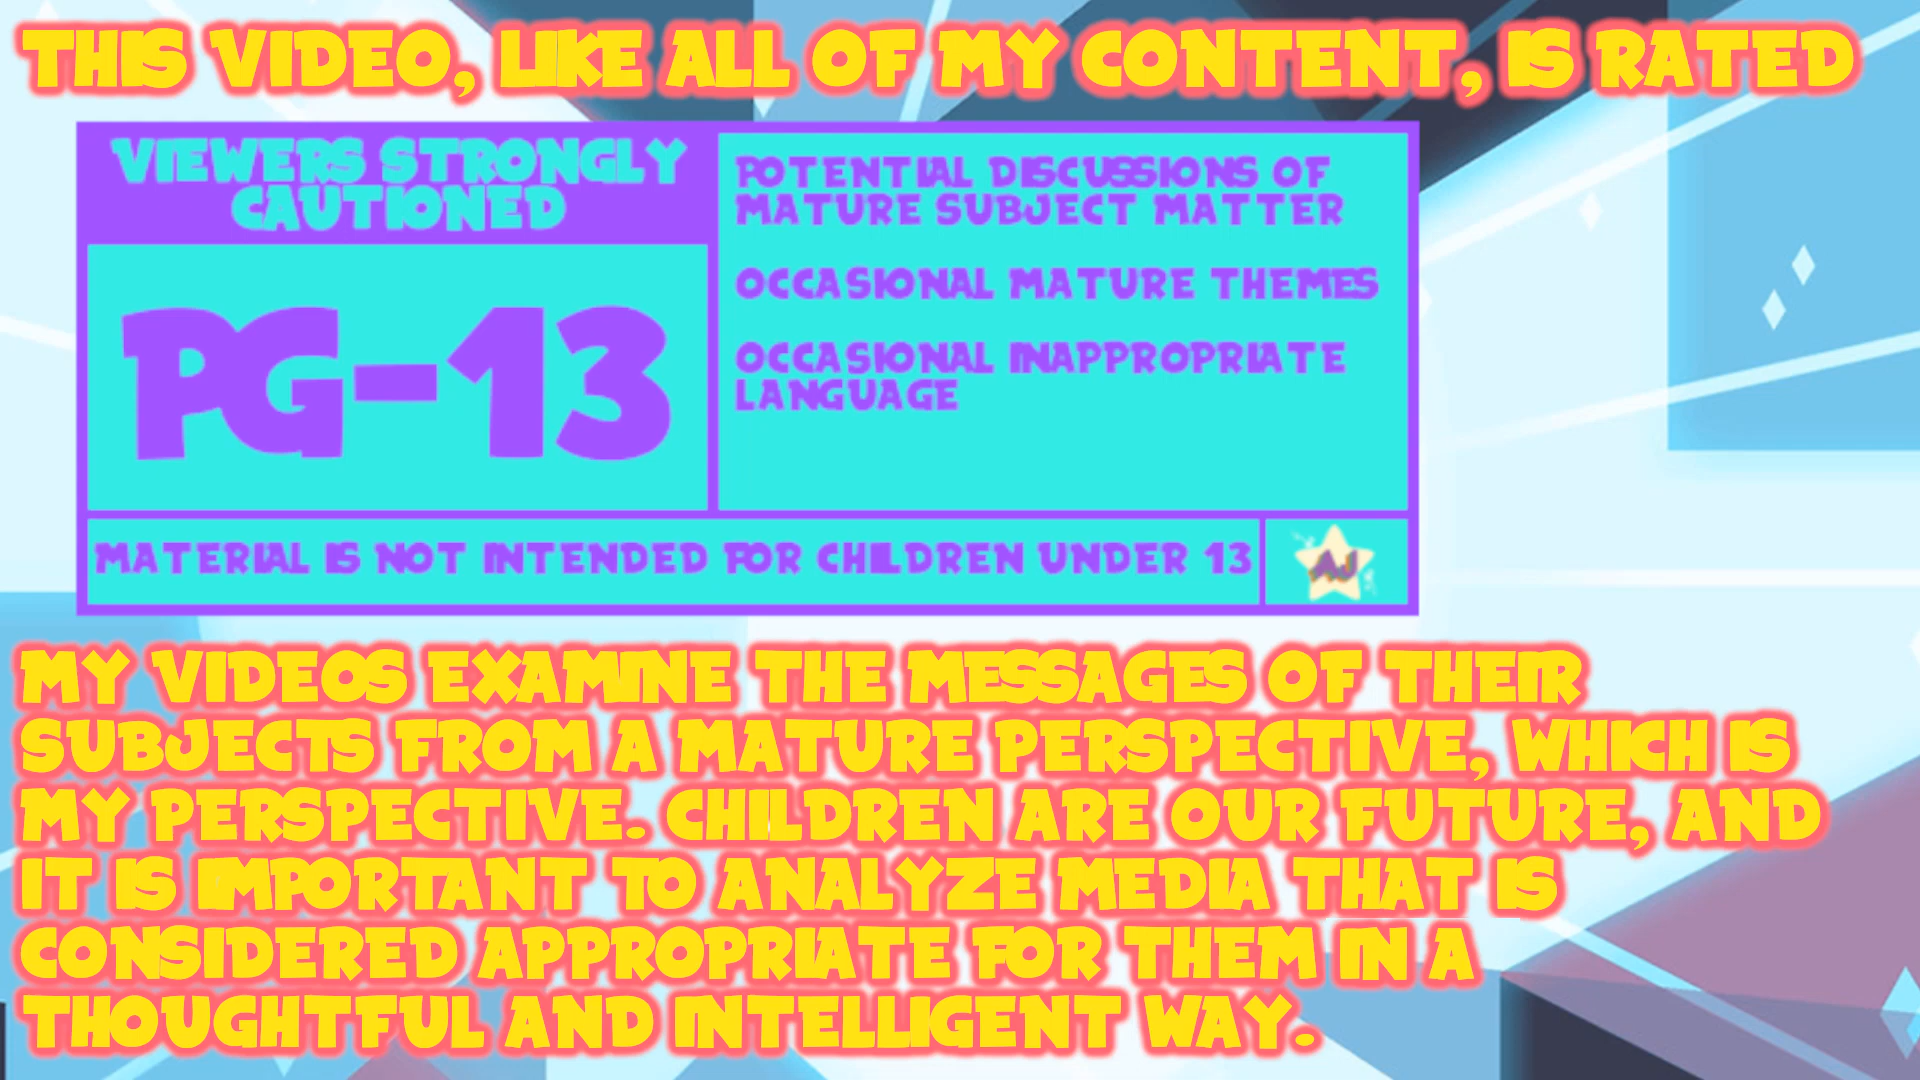 THIS VIDEO, LIKE ALL OF MY CONTENT, IS RATED
VIEWERS STRONGLY
CAUTIONED
PG-13
POTENTIAL DISCUSSIONS OF
MATURE SUBJECT MATTER
OCCASIONAL MATURE THEMES
OCCASIONAL INAPPROPRIATE
LANGUAGE
MATERIAL IS NOT INTENDED FOR CHILDREN UNDER 13
AJ
MY VIDEOS EXAMINE THE MESSAGES OF THEIR
SUBJECTS FROM A MATURE PERSPECTIVE, WHICH IS
MY PERSPECTIVE. CHILDREN ARE OUR FUTURE, AND
IT IS IMPORTANT TO ANALYZE MEDIA THAT IS
CONSIDERED APPROPRIATE FOR THEM IN A
THOUGHTFUL AND INTELLIGENT WAY.